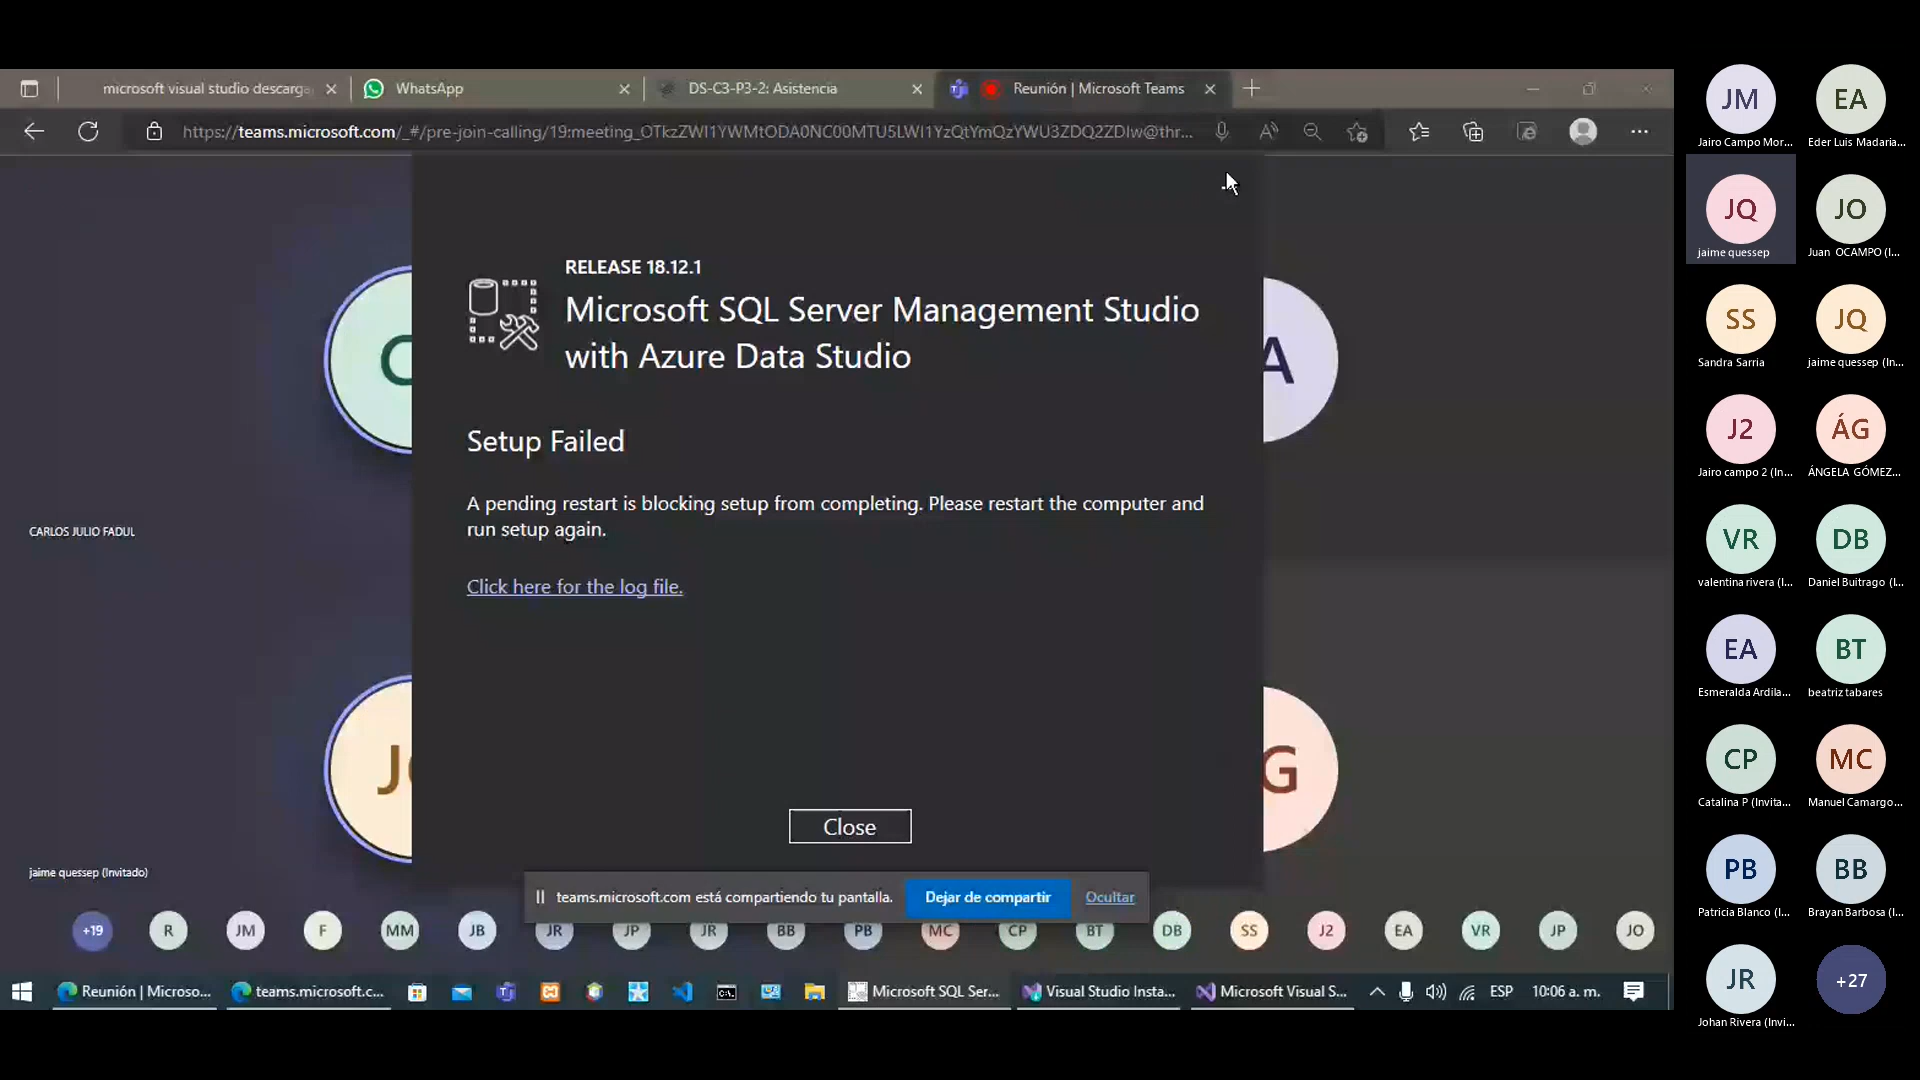 microsoft visual studio descarga
WhatsApp
DS-C3-P3-2: Asistencia
Reunión | Microsoft Teams
https://teams.microsoft.com/_#/pre-join-calling/19:meeting_OTkzZWI1YWMtODA0NC00MTU5LWI1YzQtYmQzYWU3ZDQ2ZDIw@thr...
RELEASE 18.12.1
Microsoft SQL Server Management Studio
with Azure Data Studio
Setup Failed
A pending restart is blocking setup from completing. Please restart the computer and
run setup again.
Click here for the log file.
Close
C
A
CARLOS JULIO FADUL
G
jaime quessep (Invitado)
teams.microsoft.com está compartiendo tu pantalla.
Dejar de compartir
Ocultar
+19
R
JM
F
MM
JB
JR
JP
JR
BB
PB
MC
CP
BT
DB
SS
J2
EA
VR
JP
JO
Reunión | Microso...
teams.microsoft.c...
Microsoft SQL Ser...
Visual Studio Insta...
Microsoft Visual S...
ESP
10:06 a. m.
JM
Jairo Campo Mor...
EA
Eder Luis Madaria...
JQ
jaime quessep
JO
Juan OCAMPO (I...
SS
Sandra Sarria
JQ
jaime quessep (In...
J2
Jairo campo 2 (In...
ÁG
ÁNGELA GÓMEZ...
VR
valentina rivera (I...
DB
Daniel Buitrago (I...
EA
Esmeralda Ardila...
BT
beatriz tabares
CP
Catalina P (Invita...
MC
Manuel Camargo...
PB
Patricia Blanco (I...
BB
Brayan Barbosa (I...
JR
Johan Rivera (Invi...
+27